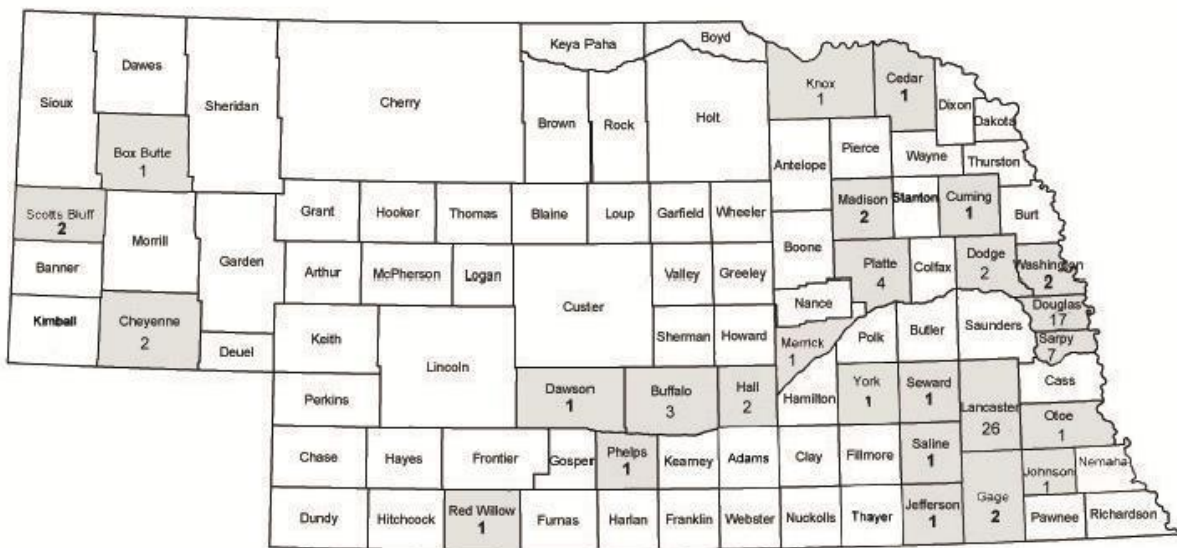 Keya Paha
Boyd
Dawes
Sioux
Sheridan
Cherry
Brown
Rock
Holt
Knox
1
Cedar
1
Dixon
Dakota
Box Butte
1
Antelope
Pierce
Wayne
Thurston
Scotts Bluff
2
Morrill
Garden
Grant
Hooker
Thomas
Blaine
Loup
Garfield
Wheeler
Madison
2
Stanton
Cuming
1
Burt
Banner
Arthur
McPherson
Logan
Custer
Valley
Greeley
Boone
Platte
4
Colfax
Dodge
2
Washington
2
Kimball
Cheyenne
2
Deuel
Keith
Lincoln
Sherman
Howard
Nance
Merrick
1
Polk
Butler
Saunders
Douglas
17
Sarpy
7
Perkins
Dawson
1
Buffalo
3
Hall
2
Hamilton
York
1
Seward
1
Lancaster
26
Cass
Otoe
1
Chase
Hayes
Frontier
Gosper
Phelps
1
Kearney
Adams
Clay
Fillmore
Saline
1
Johnson
1
Nemaha
Dundy
Hitchcock
Red Willow
1
Furnas
Harlan
Franklin
Webster
Nuckolls
Thayer
Jefferson
1
Gage
2
Pawnee
Richardson